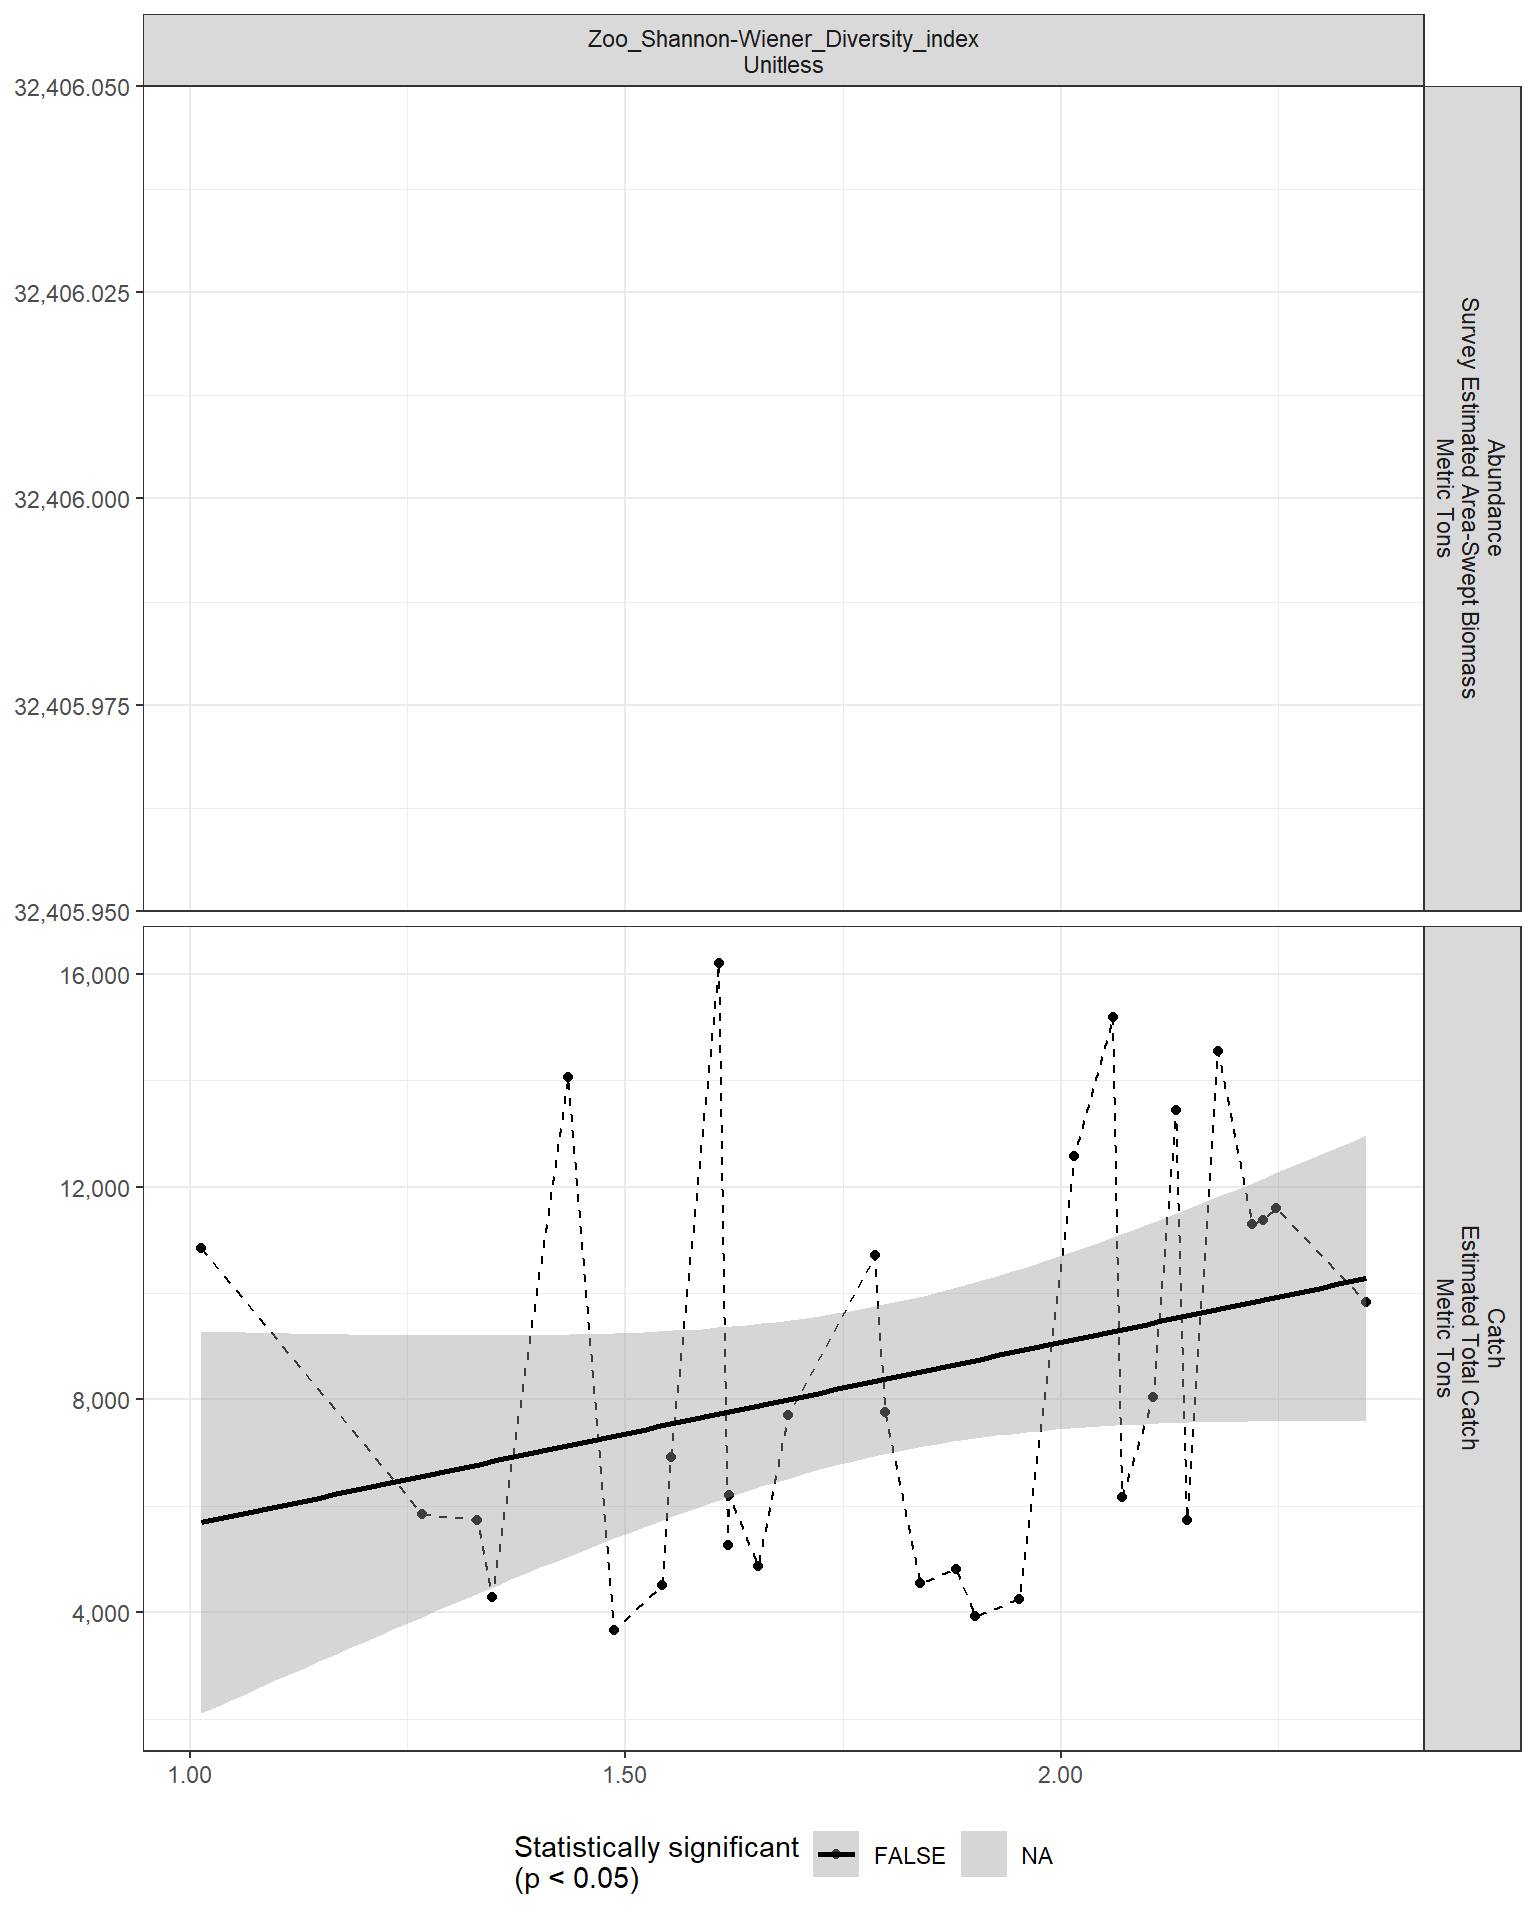 Zoo_Shannon-Wiener_Diversity_index
Unitless
32,406.050
32,406.025
32,406.000
32,405.975
32,405.950
Abundance
Survey Estimated Area-Swept Biomass
Metric Tons
16,000
12,000
8,000
4,000
Catch
Estimated Total Catch
Metric Tons
1.00
1.50
2.00
Statistically significant
(p < 0.05)
FALSE
NA